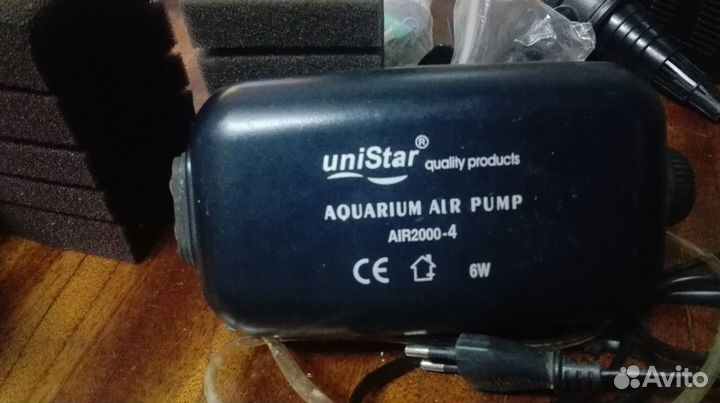 uniStar® quality products
AQUARIUM AIR PUMP
AIR2000-4
CE 6W
Avito